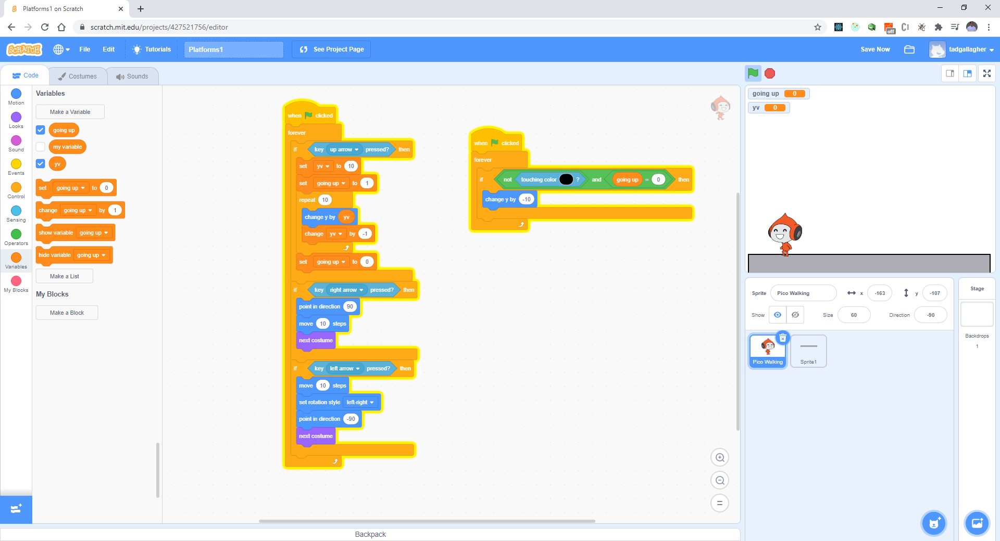 Platforms1 on Scratch
scratch.mit.edu/projects/427521756/editor
off
SCRATCH
File
Edit
Tutorials
Platforms1
See Project Page
Save Now
tadgallagher
Code
Costumes
Sounds
Motion
Looks
Sound
Events
Control
Sensing
Operators
Variables
My Blocks
Variables
Make a Variable
going up
my variable
yv
set going up to 0
change going up by 1
show variable going up
hide variable going up
Make a List
My Blocks
Make a Block
when clicked
forever
if key up arrow pressed? then
set yv to 10
set going up to 1
repeat 10
change y by yv
change yv by -1
set going up to 0
if key right arrow pressed? then
point in direction 90
move 10 steps
next costume
if key left arrow pressed? then
move 10 steps
set rotation style left-right
point in direction -90
next costume
when clicked
forever
if not touching color ? and going up = 0 then
change y by -10
Backpack
going up 0
yv 0
Sprite Pico Walking x -163 y -107
Show Size 60 Direction -90
Pico Walking
Sprite1
Stage
Backdrops
1